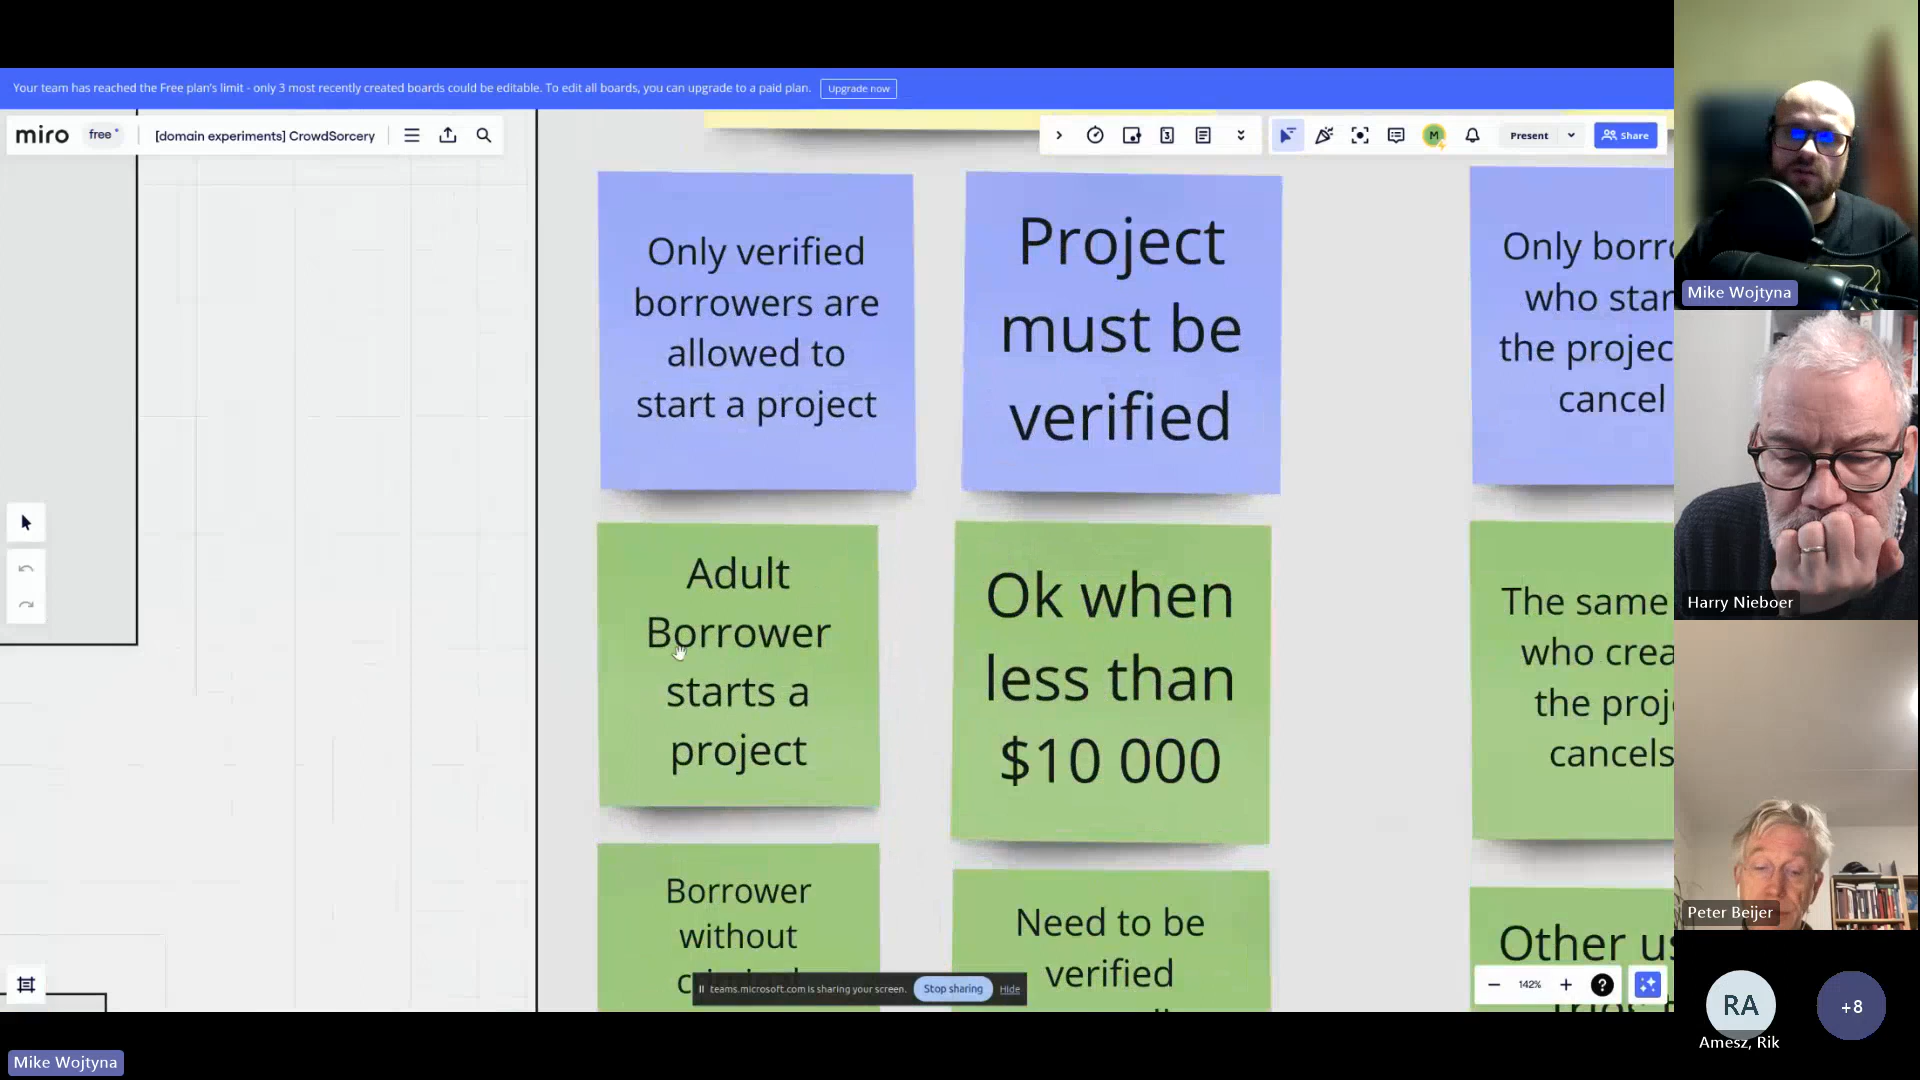 Your team has reached the Free plan's limit - only 3 most recently created boards could be editable. To edit all boards, you can upgrade to a paid plan.
Upgrade now
miro
free
[domain experiments] CrowdSorcery
3
M
Present
Share
Only verified
borrowers are
allowed to
start a project
Project
must be
verified
Only borro
who star
the projec
cancel
Adult
Borrower
starts a
project
Ok when
less than
$10 000
The same
who crea
the proj
cancels
Borrower
without
Need to be
verified
Other us
142%
?
teams.microsoft.com is sharing your screen.
Stop sharing
Hide
Mike Wojtyna
Harry Nieboer
Peter Beijer
RA
Amesz, Rik
+8
Mike Wojtyna